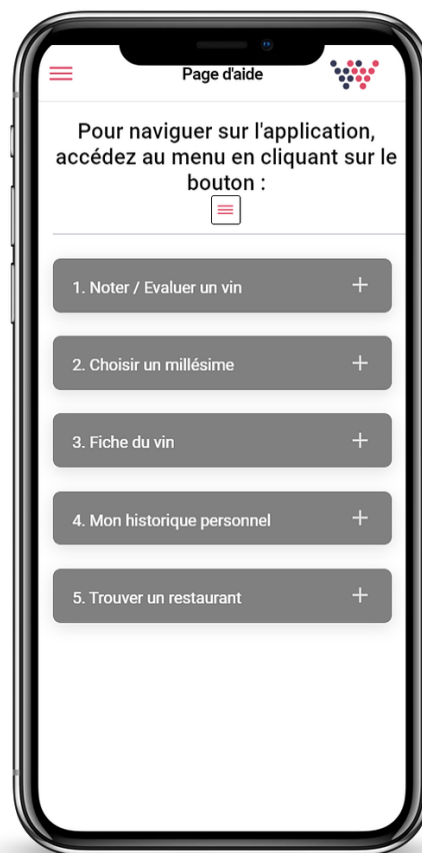 Page d'aide
Pour naviguer sur l'application,
accédez au menu en cliquant sur le
bouton :
1. Noter / Evaluer un vin
2. Choisir un millésime
3. Fiche du vin
4. Mon historique personnel
5. Trouver un restaurant